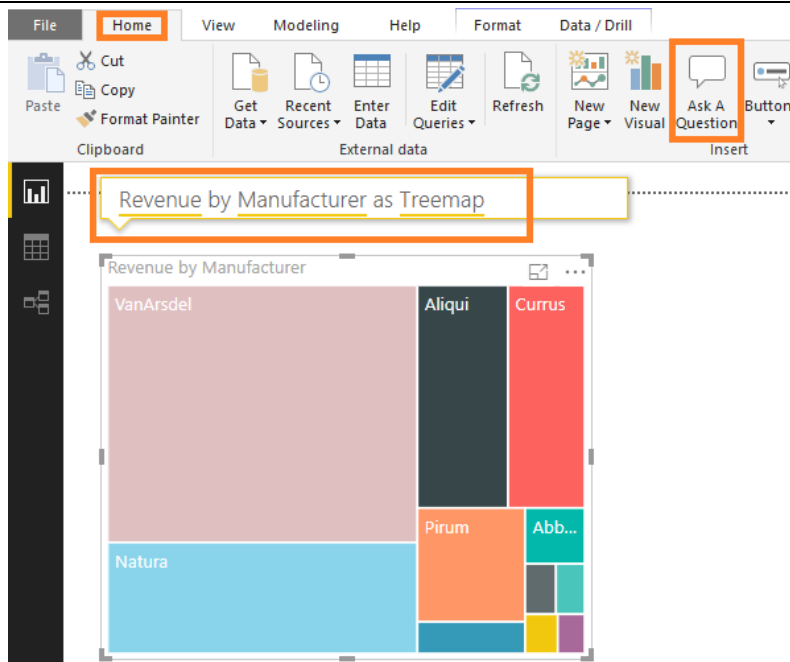 File Home View Modeling Help Format Data / Drill
Cut
Copy
Format Painter
Paste
Get Data Recent Sources Enter Data Edit Queries Refresh New Page New Visual Ask A Question Button
Clipboard External data Insert
Revenue by Manufacturer as Treemap
Revenue by Manufacturer
VanArsdel Aliqui Currus
Pirum Abb...
Natura